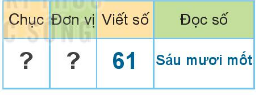 Chục Đơn vị Viết số Đọc số
? ? 61 Sáu mươi mốt